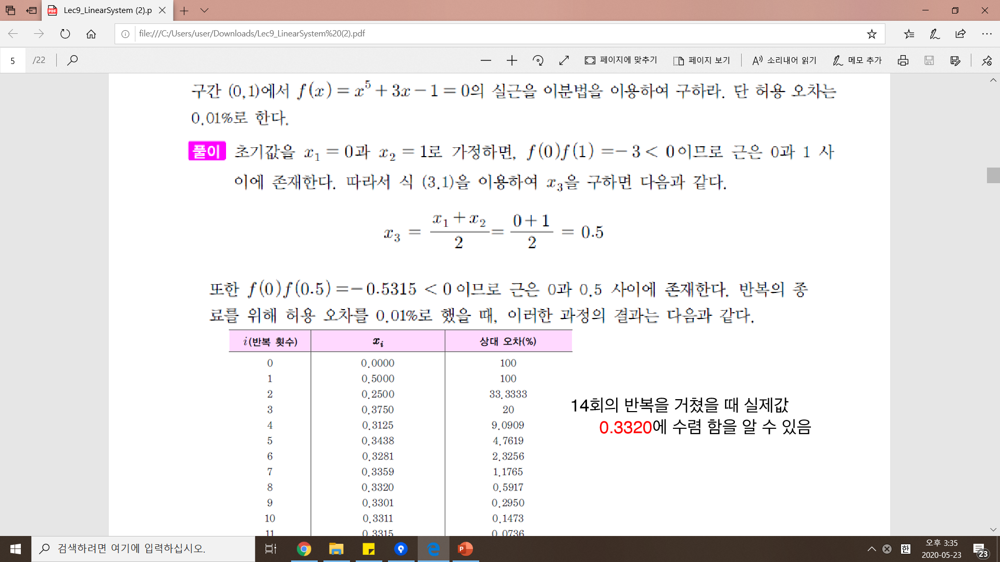 Lec9_LinearSystem (2).p
file:///C:/Users/user/Downloads/Lec9_LinearSystem%20(2).pdf
5 /22 페이지에 맞추기 페이지 보기 소리내어 읽기 메모 추가
구간 (0,1)에서 f(x) = x⁵ + 3x − 1 = 0의 실근을 이분법을 이용하여 구하라. 단 허용 오차는
0.01%로 한다.
풀이 초기값을 x₁ = 0과 x₂ = 1로 가정하면, f(0)f(1) = − 3 < 0이므로 근은 0과 1 사
이에 존재한다. 따라서 식 (3.1)을 이용하여 x₃을 구하면 다음과 같다.
x₃ = (x₁ + x₂)/2 = (0 + 1)/2 = 0.5
또한 f(0)f(0.5) = − 0.5315 < 0이므로 근은 0과 0.5 사이에 존재한다. 반복의 종
료를 위해 허용 오차를 0.01%로 했을 때, 이러한 과정의 결과는 다음과 같다.
i(반복 횟수) xᵢ 상대 오차(%)
0 0.0000 100
1 0.5000 100
2 0.2500 33.3333
3 0.3750 20
4 0.3125 9.0909
5 0.3438 4.7619
6 0.3281 2.3256
7 0.3359 1.1765
8 0.3320 0.5917
9 0.3301 0.2950
10 0.3311 0.1473
11 0.3315 0.0736
14회의 반복을 거쳤을 때 실제값
0.3320에 수렴 함을 알 수 있음
검색하려면 여기에 입력하십시오.
한
오후 3:35
2020-05-23
23